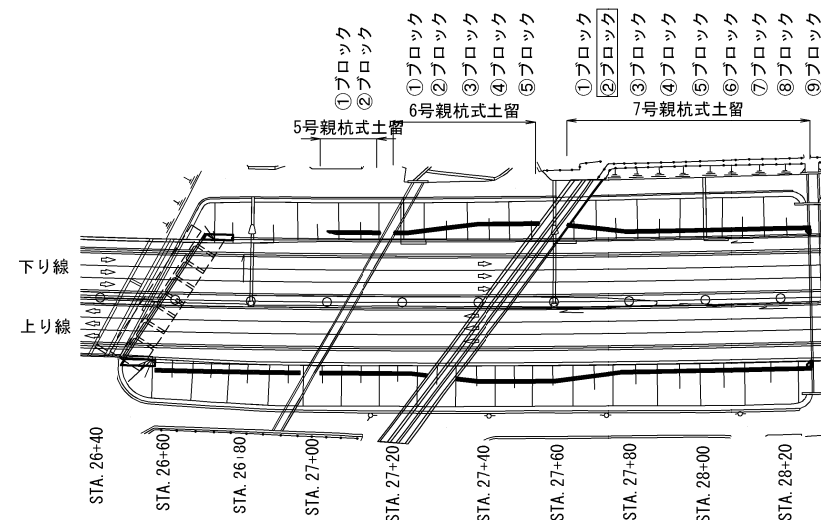 ①ブロック
②ブロック
①ブロック
②ブロック
③ブロック
④ブロック
⑤ブロック
①ブロック
②ブロック
③ブロック
④ブロック
⑤ブロック
⑥ブロック
⑦ブロック
⑧ブロック
⑨ブロック
5号親杭式土留
6号親杭式土留
7号親杭式土留
下り線
上り線
STA. 26+40
STA. 26+60
STA. 26+80
STA. 27+00
STA. 27+20
STA. 27+40
STA. 27+60
STA. 27+80
STA. 28+00
STA. 28+20